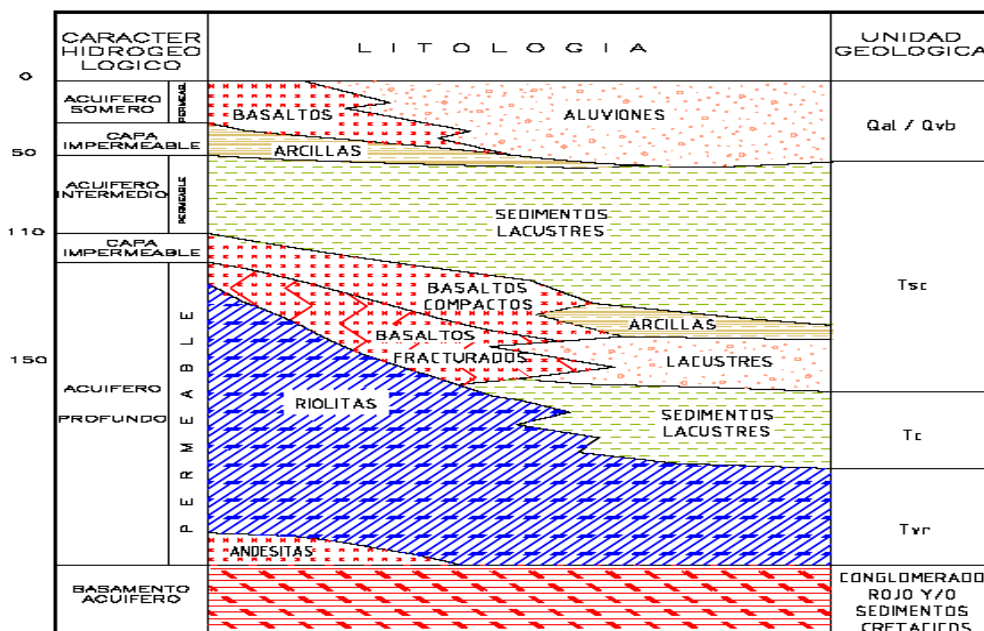 CARACTER
HIDROGEO
LOGICO
LITOLOGIA
UNIDAD
GEOLOGICA
0
ACUIFERO
SOMERO
PERMEABL
BASALTOS
ALUVIONES
Qal / Qvb
CAPA
IMPERMEABLE
ARCILLAS
50
ACUIFERO
INTERMEDIO
PERMEABLE
SEDIMENTOS
LACUSTRES
110
CAPA
IMPERMEABLE
BASALTOS
COMPACTOS
Tsc
ARCILLAS
BASALTOS
FRACTURADOS
LACUSTRES
150
ACUIFERO
PROFUNDO
PERMEABLE
RIOLITAS
SEDIMENTOS
LACUSTRES
Tc
Tvr
ANDESITAS
BASAMENTO
ACUIFERO
CONGLOMERADO
ROJO Y/O
SEDIMENTOS
CRETACICOS